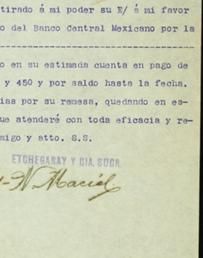 tirado á mi poder su E/ á mi favor
o del Banco Central Mexicano por la
o en su estimada cuenta en pago de
y 450 y por saldo hasta la fecha.
ias por su remesa, quedando en es-
ue atenderé con toda eficacia y re-
migo y atto. S.S.
ETCHEGARAY Y CIA. SUCR.
N. Maciel